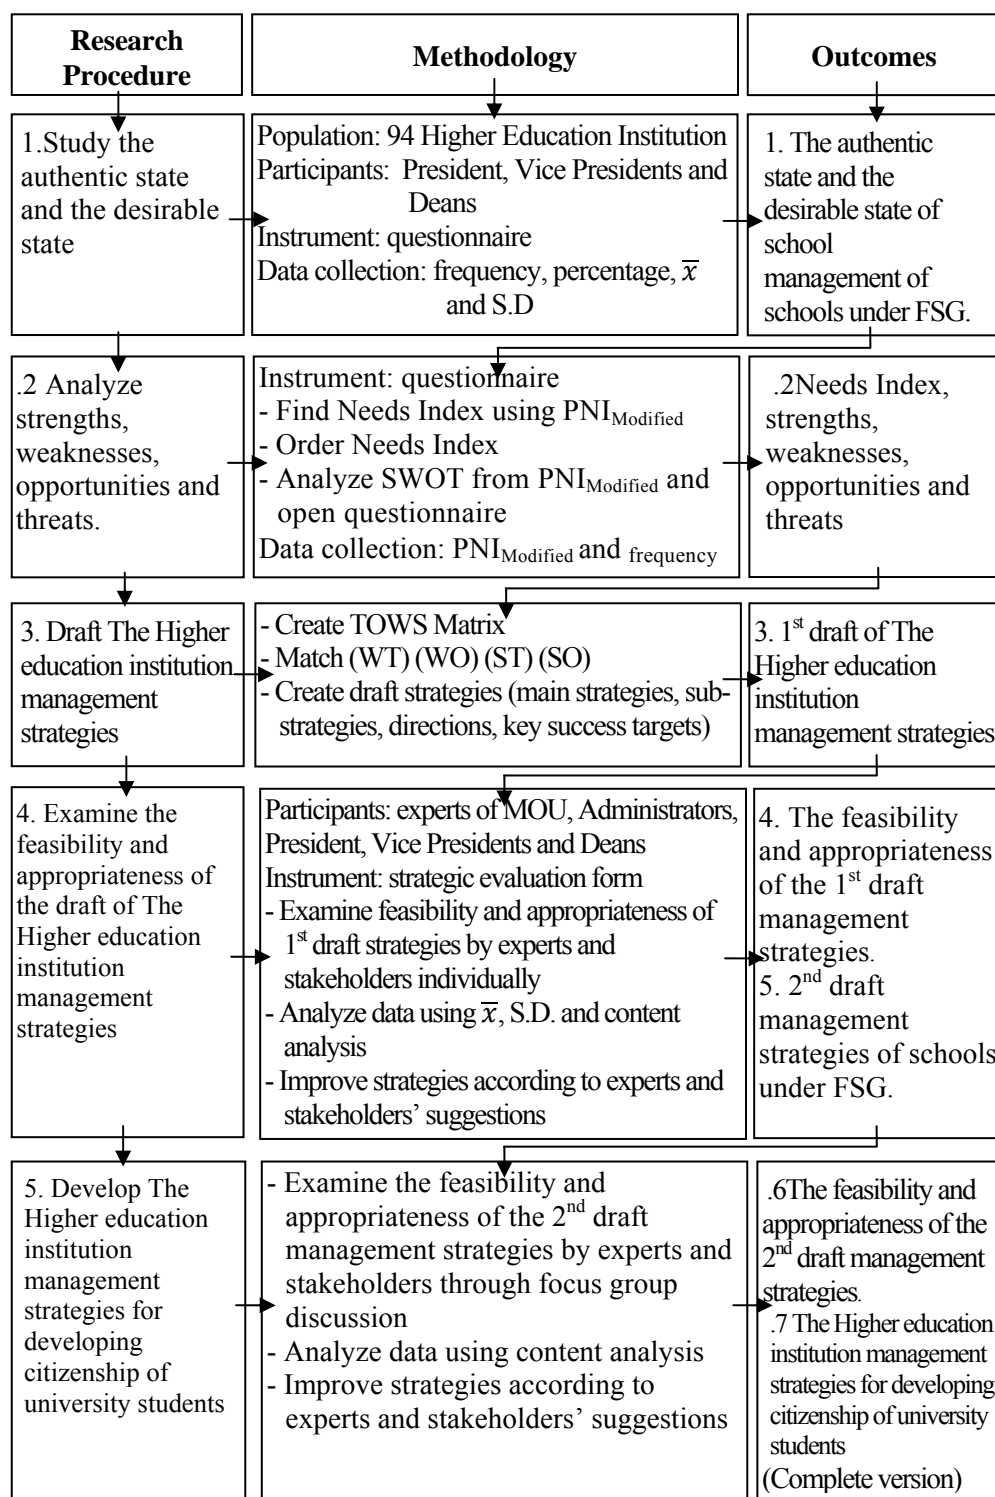 Research
Procedure
Methodology
Outcomes
1.Study the
authentic state
and the desirable
state
Population: 94 Higher Education Institution
Participants: President, Vice Presidents and
Deans
Instrument: questionnaire
Data collection: frequency, percentage, x̅
and S.D
1. The authentic
state and the
desirable state of
school
management of
schools under FSG.
.2 Analyze
strengths,
weaknesses,
opportunities and
threats.
Instrument: questionnaire
- Find Needs Index using PNIModified
- Order Needs Index
- Analyze SWOT from PNIModified and
open questionnaire
Data collection: PNIModified and frequency
.2Needs Index,
strengths,
weaknesses,
opportunities and
threats
3. Draft The Higher
education institution
management
strategies
- Create TOWS Matrix
- Match (WT) (WO) (ST) (SO)
- Create draft strategies (main strategies, sub-
strategies, directions, key success targets)
3. 1st draft of The
Higher education
institution
management strategies
4. Examine the
feasibility and
appropriateness of
the draft of The
Higher education
institution
management
strategies
Participants: experts of MOU, Administrators,
President, Vice Presidents and Deans
Instrument: strategic evaluation form
- Examine feasibility and appropriateness of
1st draft strategies by experts and
stakeholders individually
- Analyze data using x̅, S.D. and content
analysis
- Improve strategies according to experts and
stakeholders’ suggestions
4. The feasibility
and appropriateness
of the 1st draft
management
strategies.
5. 2nd draft
management
strategies of schools
under FSG.
5. Develop The
Higher education
institution
management
strategies for
developing
citizenship of
university students
- Examine the feasibility and
appropriateness of the 2nd draft
management strategies by experts and
stakeholders through focus group
discussion
- Analyze data using content analysis
- Improve strategies according to
experts and stakeholders’ suggestions
.6The feasibility and
appropriateness of the
2nd draft management
strategies.
.7 The Higher education
institution management
strategies for developing
citizenship of university
students
(Complete version)